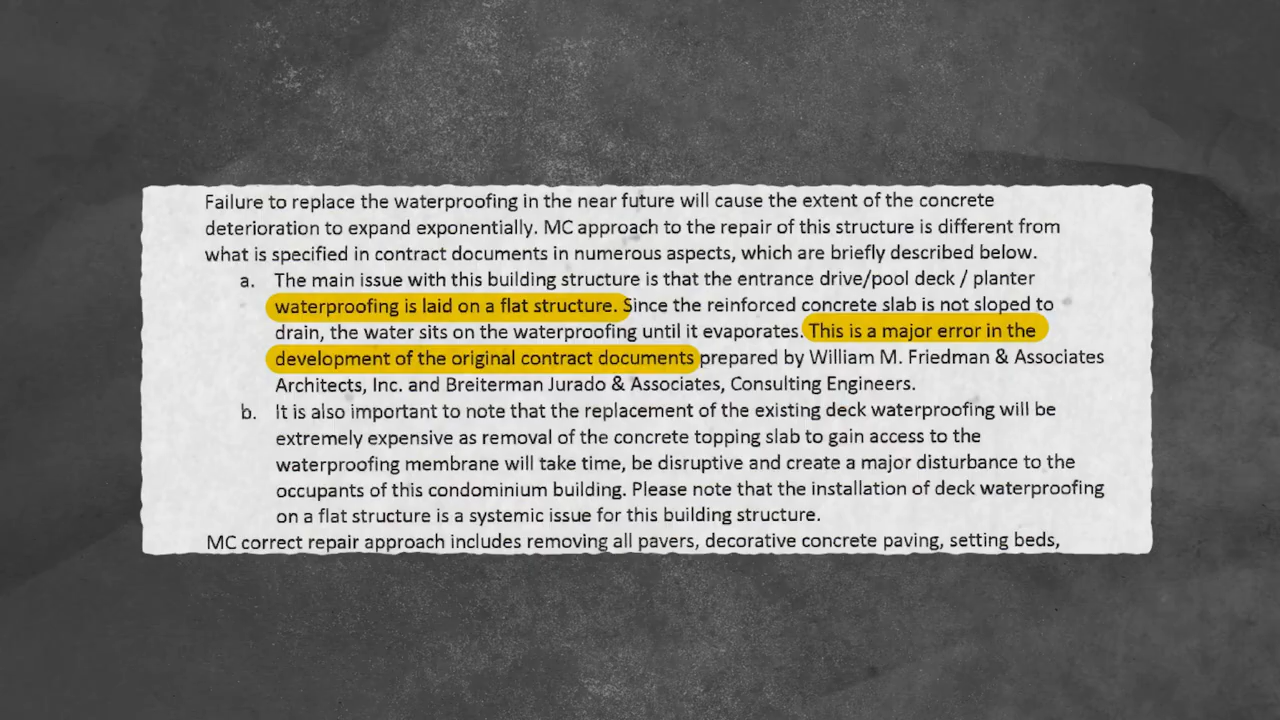 Failure to replace the waterproofing in the near future will cause the extent of the concrete
deterioration to expand exponentially. MC approach to the repair of this structure is different from
what is specified in contract documents in numerous aspects, which are briefly described below.
a. The main issue with this building structure is that the entrance drive/pool deck / planter
waterproofing is laid on a flat structure. Since the reinforced concrete slab is not sloped to
drain, the water sits on the waterproofing until it evaporates. This is a major error in the
development of the original contract documents prepared by William M. Friedman & Associates
Architects, Inc. and Breiterman Jurado & Associates, Consulting Engineers.
b. It is also important to note that the replacement of the existing deck waterproofing will be
extremely expensive as removal of the concrete topping slab to gain access to the
waterproofing membrane will take time, be disruptive and create a major disturbance to the
occupants of this condominium building. Please note that the installation of deck waterproofing
on a flat structure is a systemic issue for this building structure.
MC correct repair approach includes removing all pavers, decorative concrete paving, setting beds,